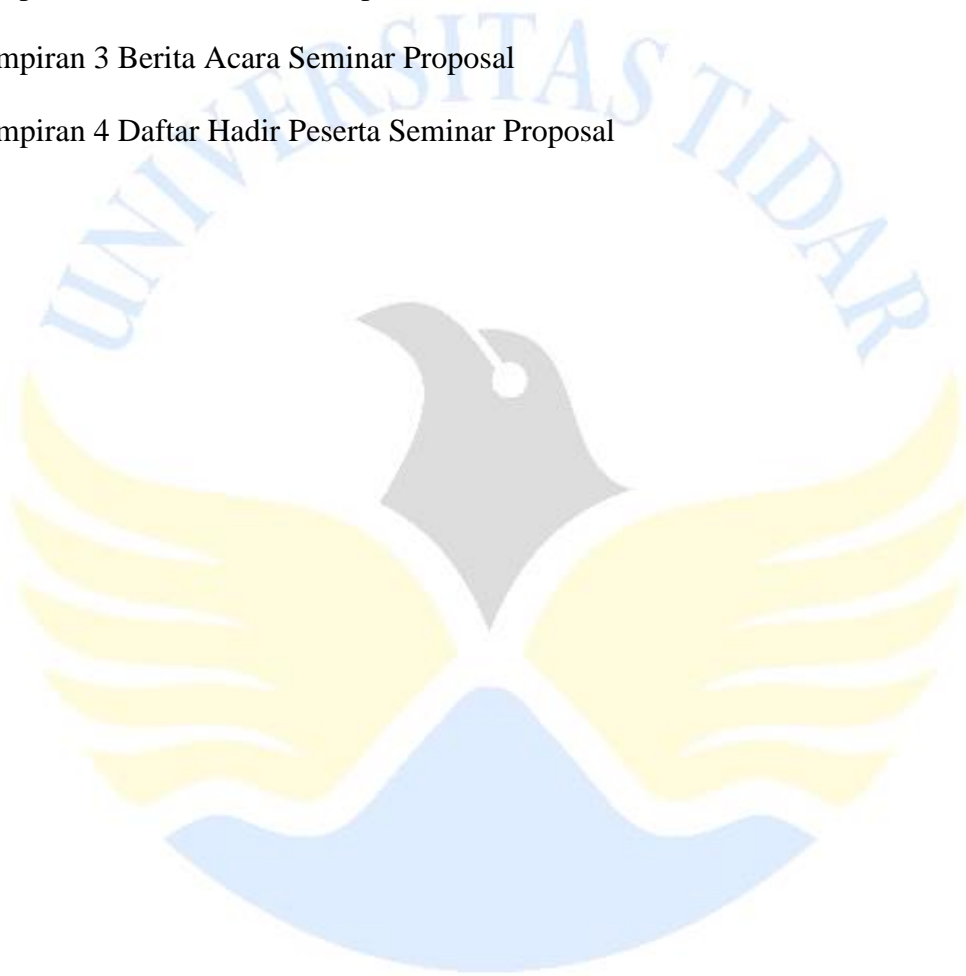 mpiran 3 Berita Acara Seminar Proposal
mpiran 4 Daftar Hadir Peserta Seminar Proposal
UNIVERSITAS TIDAR